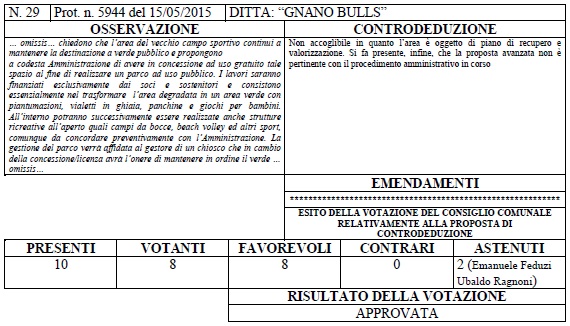 N. 29 Prot. n. 5944 del 15/05/2015 DITTA: “GNANO BULLS”
OSSERVAZIONE
… omissis… chiedono che l’area del vecchio campo sportivo continui a
mantenere la destinazione a verde pubblico e propongono
a codesta Amministrazione di avere in concessione ad uso gratuito tale
spazio al fine di realizzare un parco ad uso pubblico. I lavori saranno
finanziati esclusivamente dai soci e sostenitori e consistono
essenzialmente nel trasformare l’area degradata in un area verde con
piantumazioni, vialetti in ghiaia, panchine e giochi per bambini.
All’interno potranno successivamente essere realizzate anche strutture
ricreative all’aperto quali campi da bocce, beach volley ed altri sport,
comunque da concordare preventivamente con l’Amministrazione. La
gestione del parco verrà affidata al gestore di un chiosco che in cambio
della concessione/licenza avrà l’onere di mantenere in ordine il verde …
omissis…
CONTRODEDUZIONE
Non accoglibile in quanto l’area è oggetto di piano di recupero e
valorizzazione. Si fa presente, infine, che la proposta avanzata non è
pertinente con il procedimento amministrativo in corso
EMENDAMENTI
************************************************************
ESITO DELLA VOTAZIONE DEL CONSIGLIO COMUNALE
RELATIVAMENTE ALLA PROPOSTA DI
CONTRODEDUZIONE
PRESENTI VOTANTI FAVOREVOLI CONTRARI ASTENUTI
10 8 8 0 2 (Emanuele Feduzi
Ubaldo Ragnoni)
RISULTATO DELLA VOTAZIONE
APPROVATA